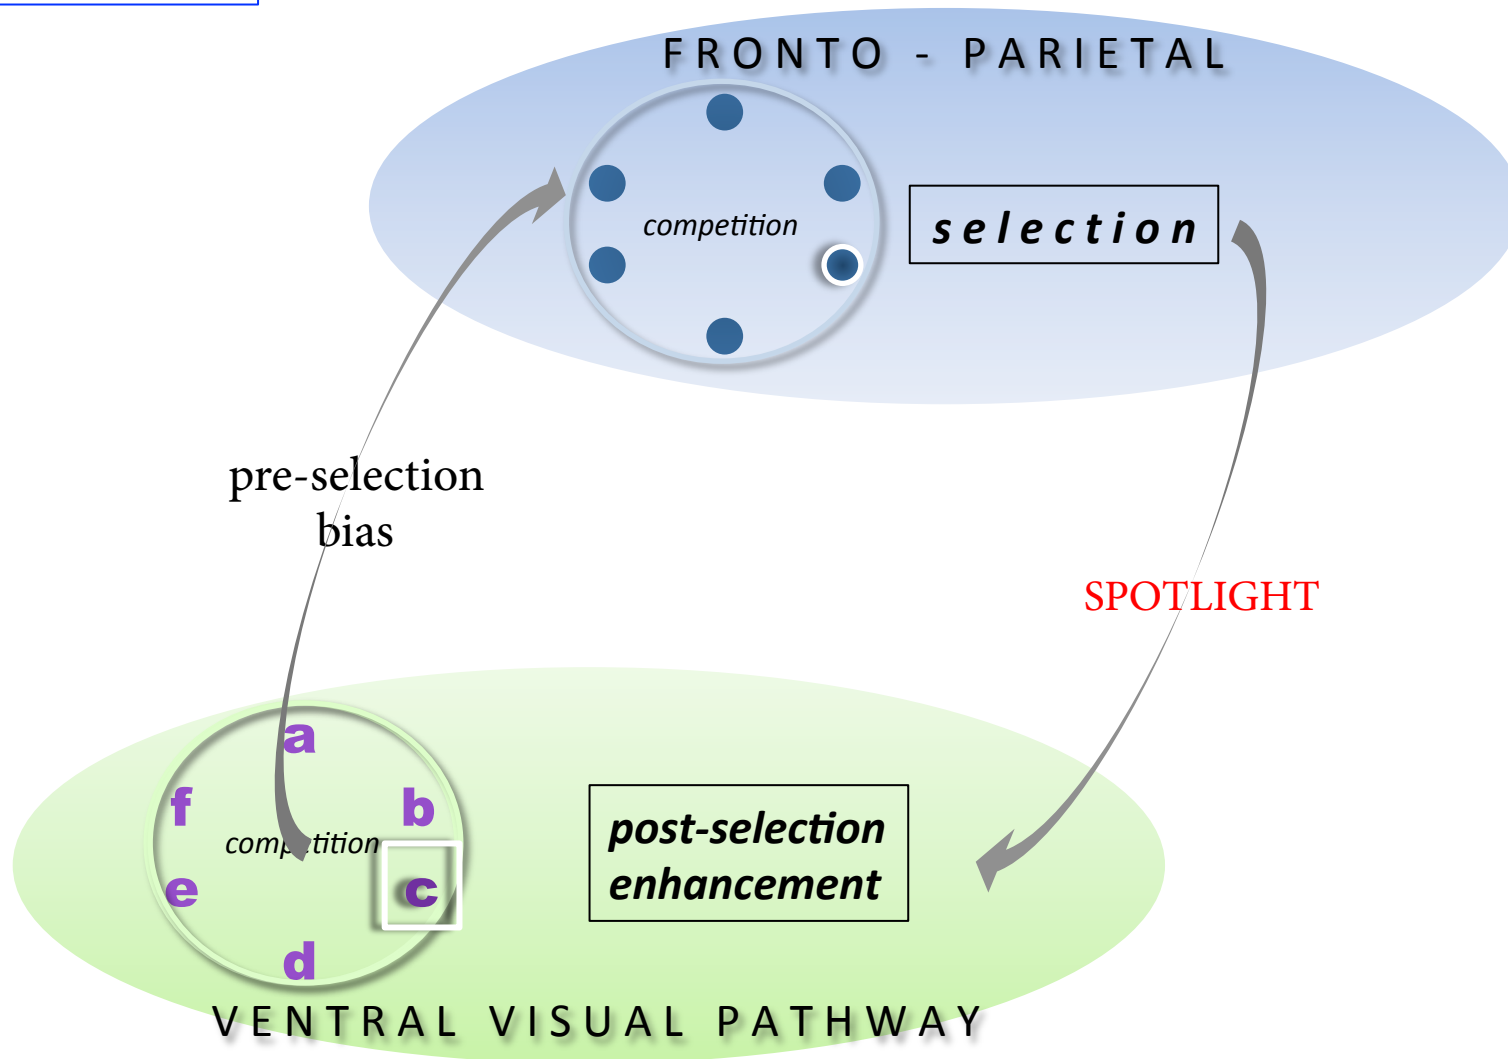 FRONTO - PARIETAL
competition
selection
pre-selection
bias
SPOTLIGHT
a
f
b
competition
e
c
d
post-selection
enhancement
VENTRAL VISUAL PATHWAY